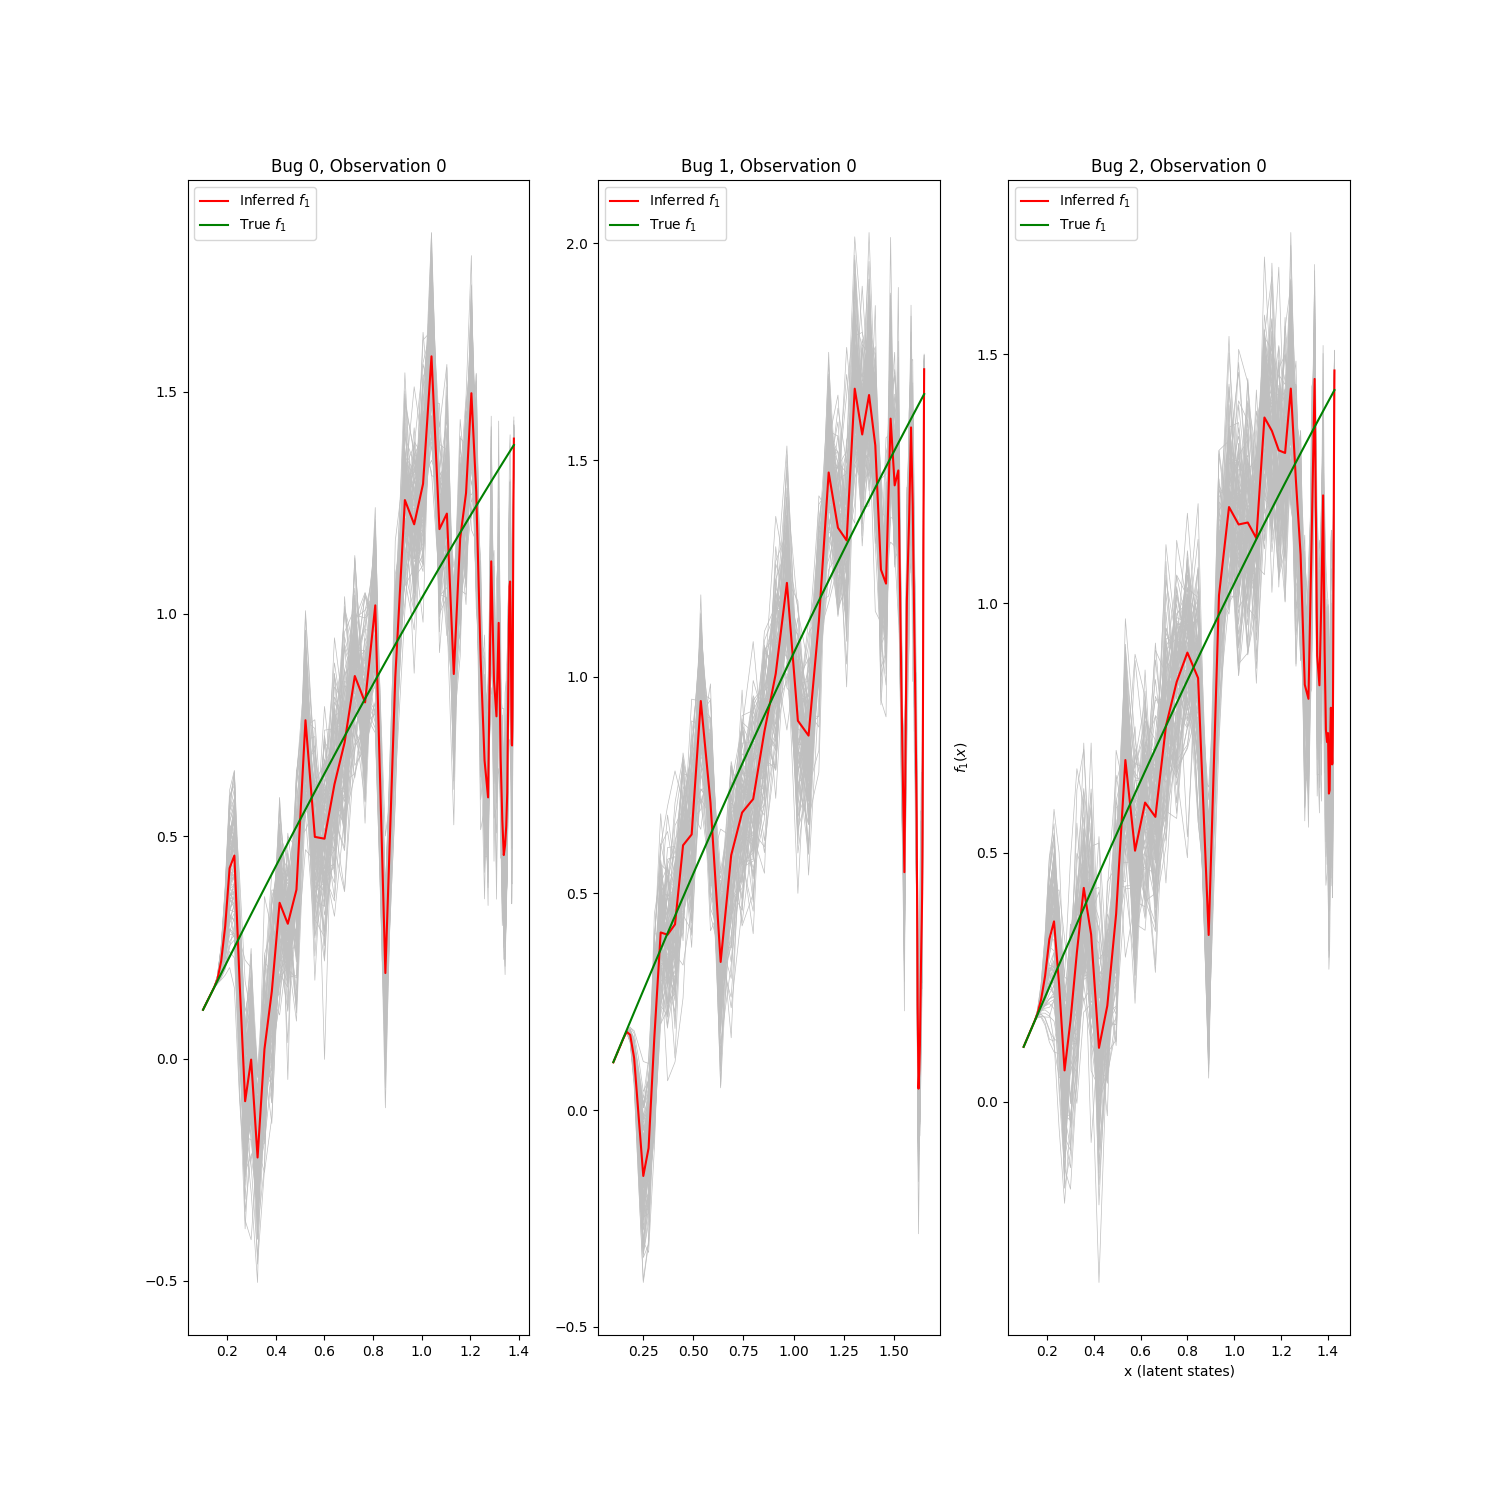 Bug 0, Observation 0
Inferred f₁
True f₁
1.5
1.0
0.5
0.0
−0.5
0.2 0.4 0.6 0.8 1.0 1.2 1.4
Bug 1, Observation 0
Inferred f₁
True f₁
2.0
1.5
1.0
0.5
0.0
−0.5
0.25 0.50 0.75 1.00 1.25 1.50
Bug 2, Observation 0
Inferred f₁
True f₁
f₁(x)
1.5
1.0
0.5
0.0
0.2 0.4 0.6 0.8 1.0 1.2 1.4
x (latent states)